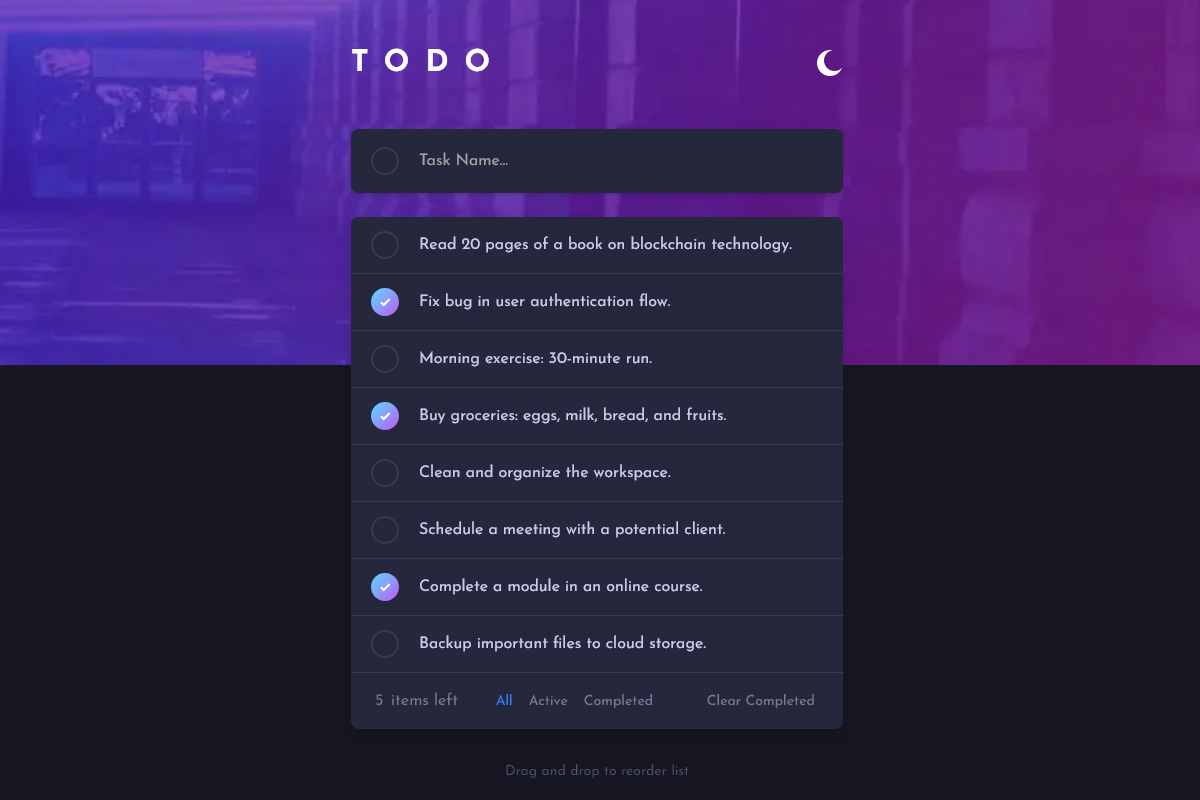 TODO
Task Name...
Read 20 pages of a book on blockchain technology.
Fix bug in user authentication flow.
Morning exercise: 30-minute run.
Buy groceries: eggs, milk, bread, and fruits.
Clean and organize the workspace.
Schedule a meeting with a potential client.
Complete a module in an online course.
Backup important files to cloud storage.
5 items left All Active Completed Clear Completed
Drag and drop to reorder list